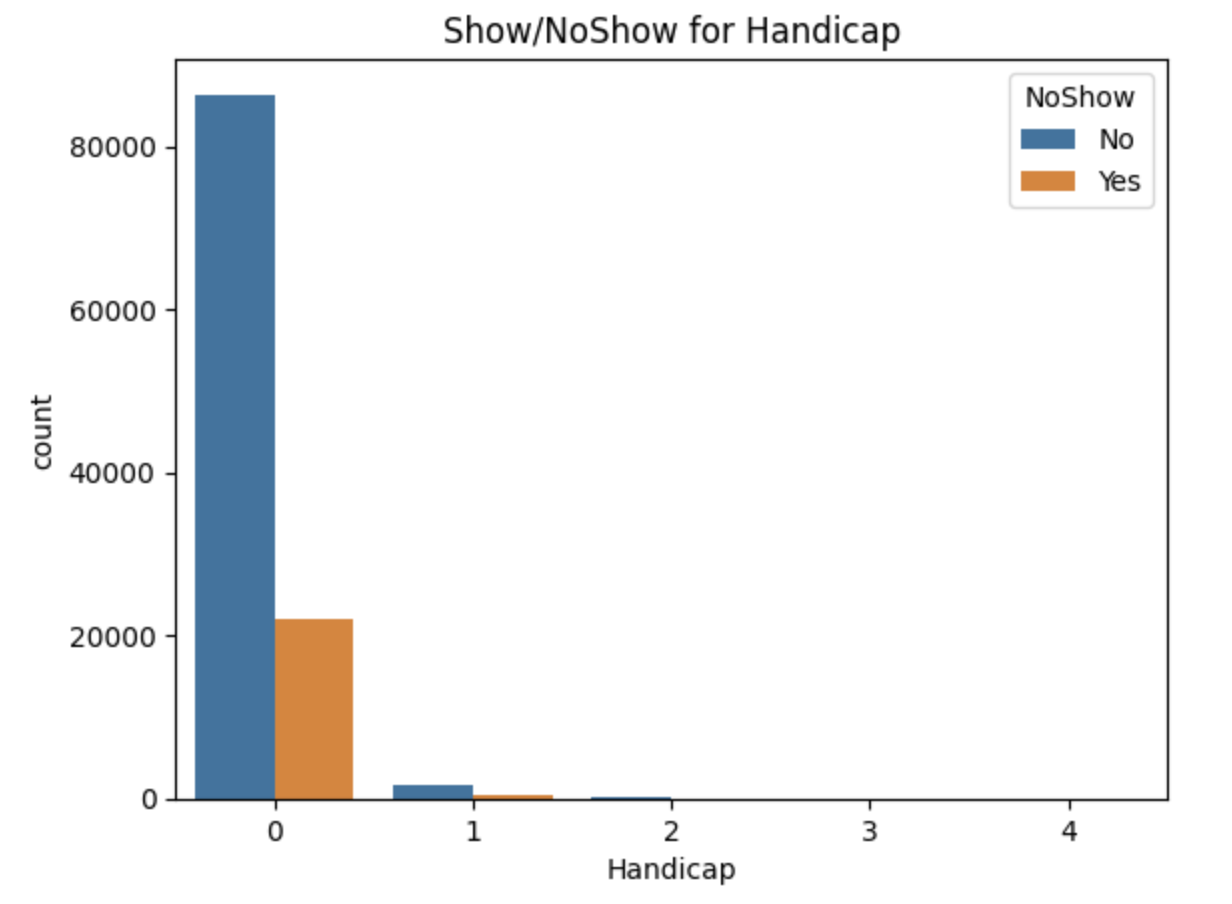 Show/NoShow for Handicap
NoShow
No
Yes
80000
60000
40000
20000
0
count
0 1 2 3 4
Handicap